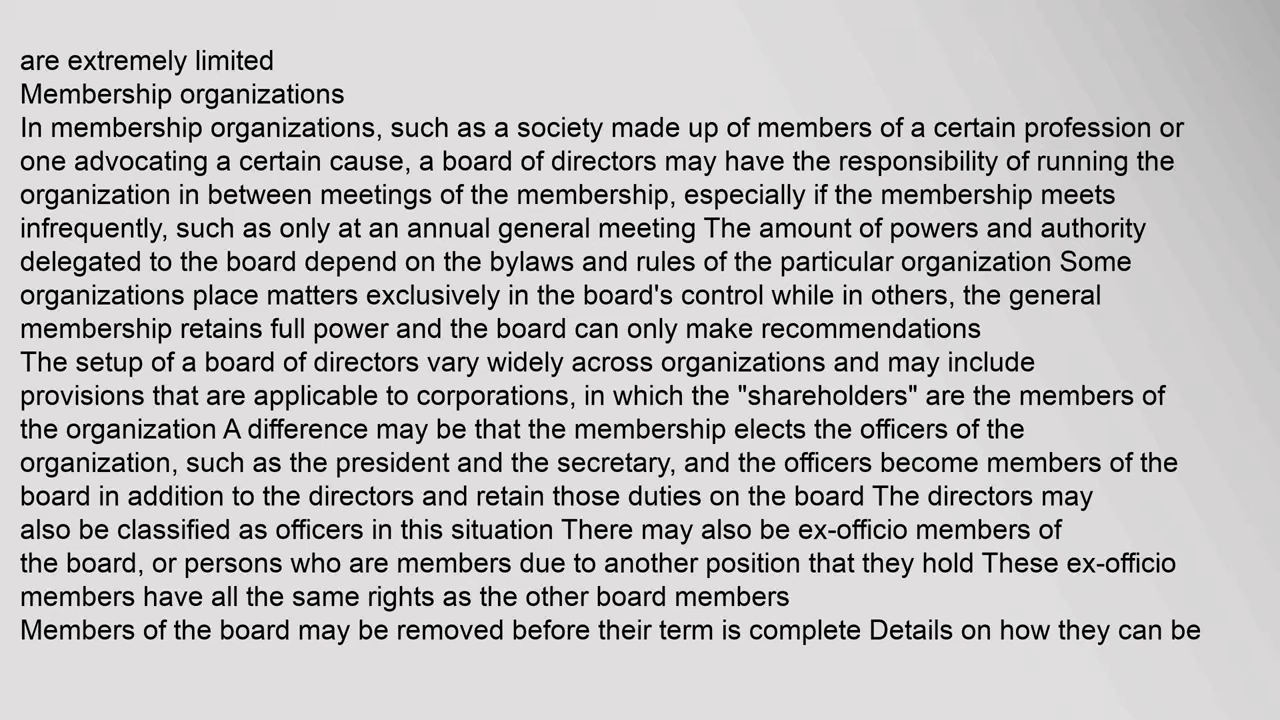 are extremely limited
Membership organizations
In membership organizations, such as a society made up of members of a certain profession or
one advocating a certain cause, a board of directors may have the responsibility of running the
organization in between meetings of the membership, especially if the membership meets
infrequently, such as only at an annual general meeting The amount of powers and authority
delegated to the board depend on the bylaws and rules of the particular organization Some
organizations place matters exclusively in the board's control while in others, the general
membership retains full power and the board can only make recommendations
The setup of a board of directors vary widely across organizations and may include
provisions that are applicable to corporations, in which the "shareholders" are the members of
the organization A difference may be that the membership elects the officers of the
organization, such as the president and the secretary, and the officers become members of the
board in addition to the directors and retain those duties on the board The directors may
also be classified as officers in this situation There may also be ex-officio members of
the board, or persons who are members due to another position that they hold These ex-officio
members have all the same rights as the other board members
Members of the board may be removed before their term is complete Details on how they can be